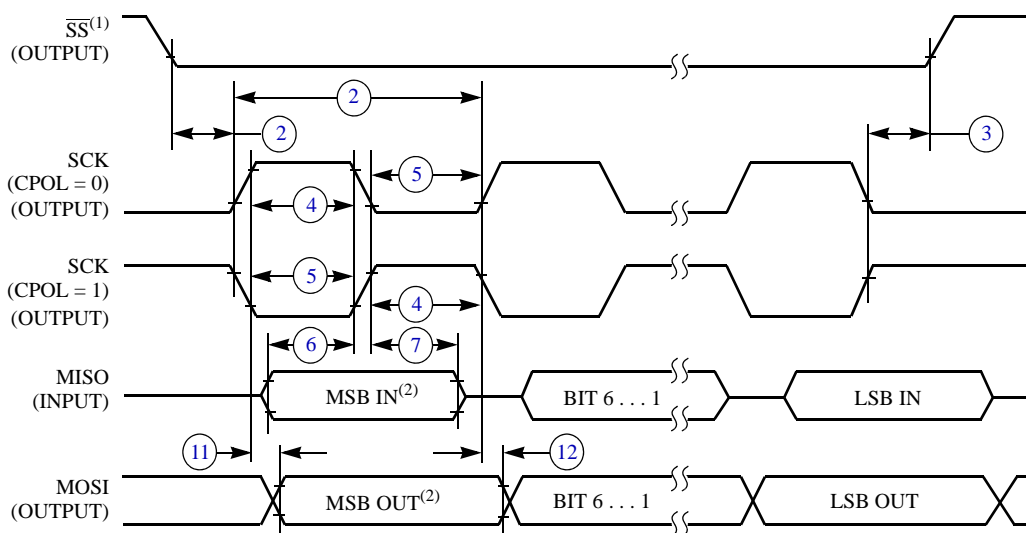 SS(1)
(OUTPUT)
2
2
3
SCK
(CPOL = 0)
(OUTPUT)
5
4
SCK
(CPOL = 1)
(OUTPUT)
5
4
6
7
MISO
(INPUT)
MSB IN(2)
BIT 6 . . . 1
LSB IN
11
12
MOSI
(OUTPUT)
MSB OUT(2)
BIT 6 . . . 1
LSB OUT